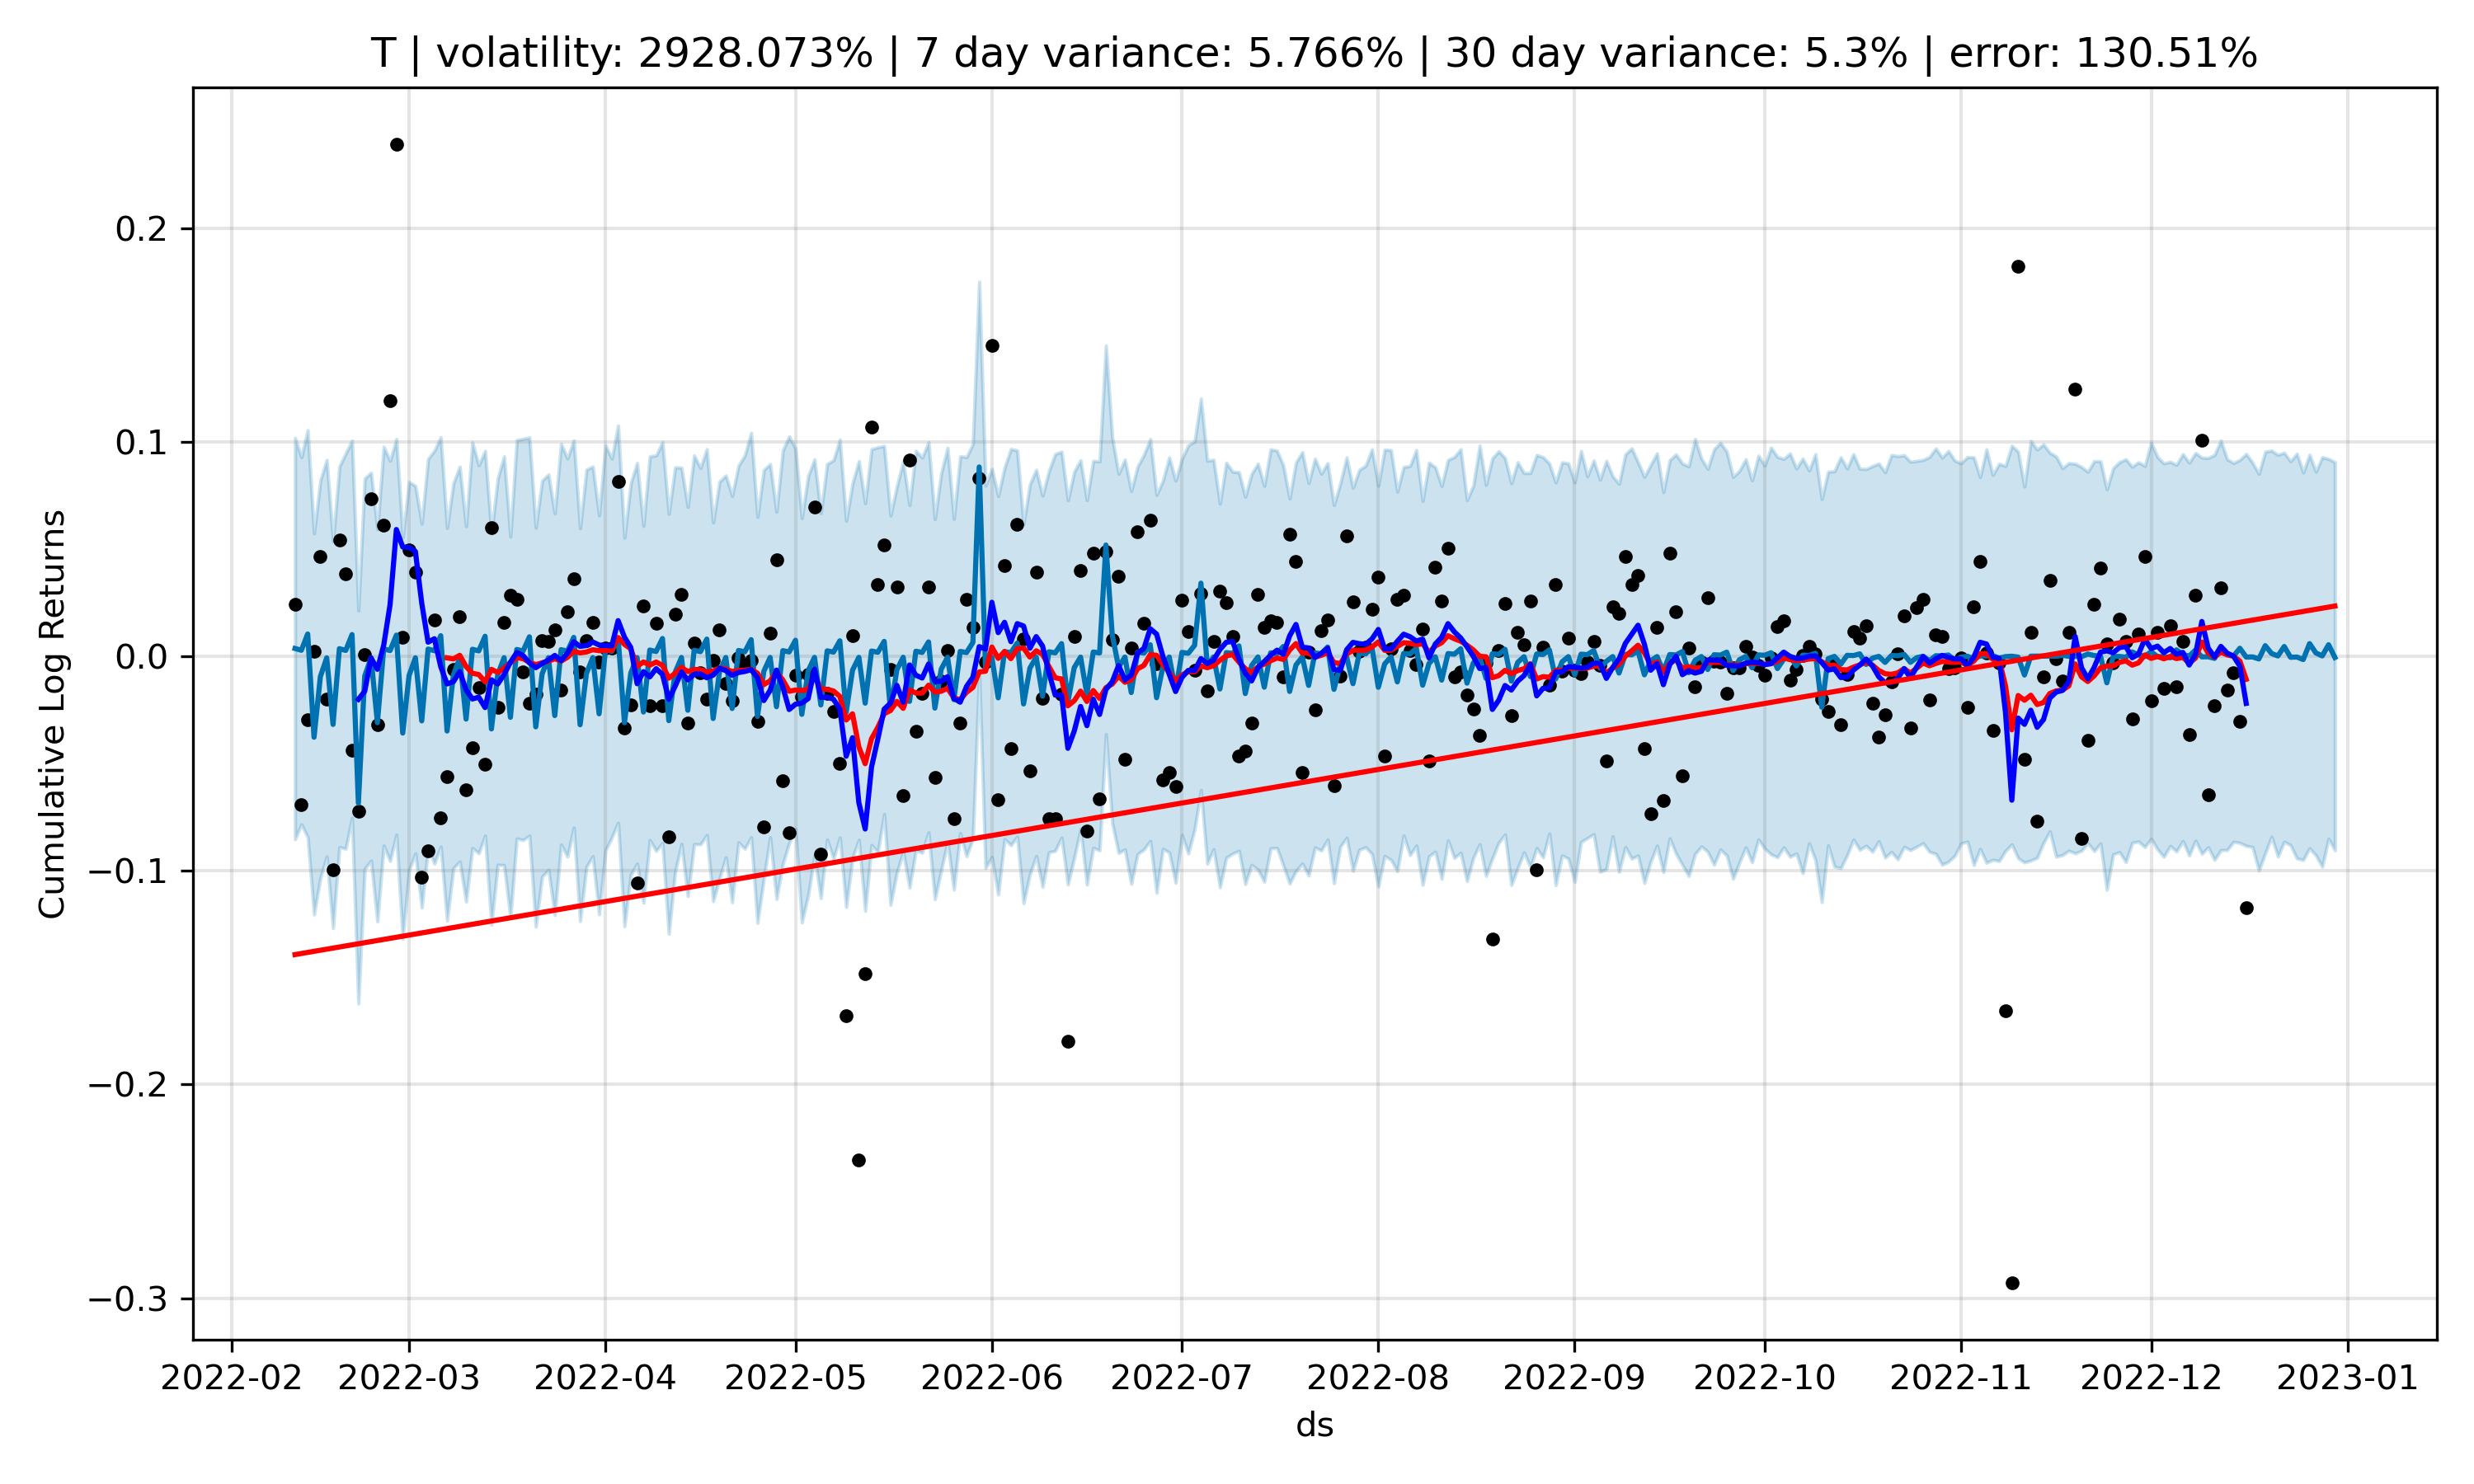 T | volatility: 2928.073% | 7 day variance: 5.766% | 30 day variance: 5.3% | error: 130.51%
Cumulative Log Returns
0.2
0.1
0.0
−0.1
−0.2
−0.3
2022-02 2022-03 2022-04 2022-05 2022-06 2022-07 2022-08 2022-09 2022-10 2022-11 2022-12 2023-01
ds